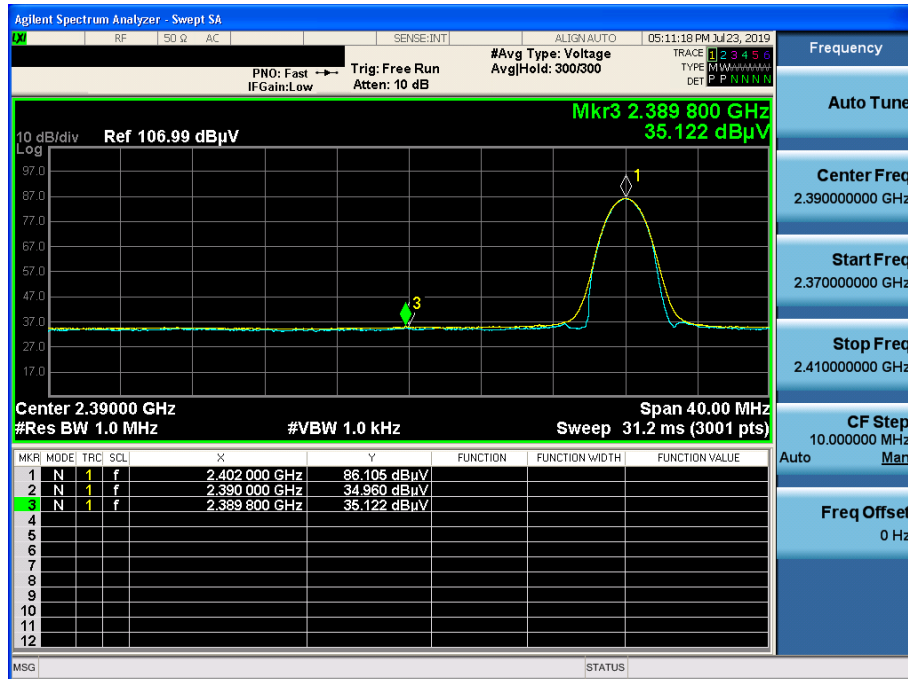 Agilent Spectrum Analyzer - Swept SA
LXI RF 50 Ω AC SENSE:INT ALIGN AUTO 05:11:18 PM Jul 23, 2019
PNO: Fast Trig: Free Run #Avg Type: Voltage TRACE 1 2 3 4 5 6
IFGain:Low Atten: 10 dB Avg|Hold: 300/300 TYPE M
DET P P N N N N
Mkr3 2.389 800 GHz
35.122 dBµV
10 dB/div Ref 106.99 dBµV
Log
97.0
87.0
77.0
67.0
57.0
47.0
37.0
27.0
17.0
1
3
Center 2.39000 GHz Span 40.00 MHz
#Res BW 1.0 MHz #VBW 1.0 kHz Sweep 31.2 ms (3001 pts)
MKR MODE TRC SCL X Y FUNCTION FUNCTION WIDTH FUNCTION VALUE
1 N 1 f 2.402 000 GHz 86.105 dBµV
2 N 1 f 2.390 000 GHz 34.960 dBµV
3 N 1 f 2.389 800 GHz 35.122 dBµV
4
5
6
7
8
9
10
11
12
MSG STATUS
Frequency
Auto Tune
Center Freq
2.390000000 GHz
Start Freq
2.370000000 GHz
Stop Freq
2.410000000 GHz
CF Step
10.000000 MHz
Auto Man
Freq Offset
0 Hz